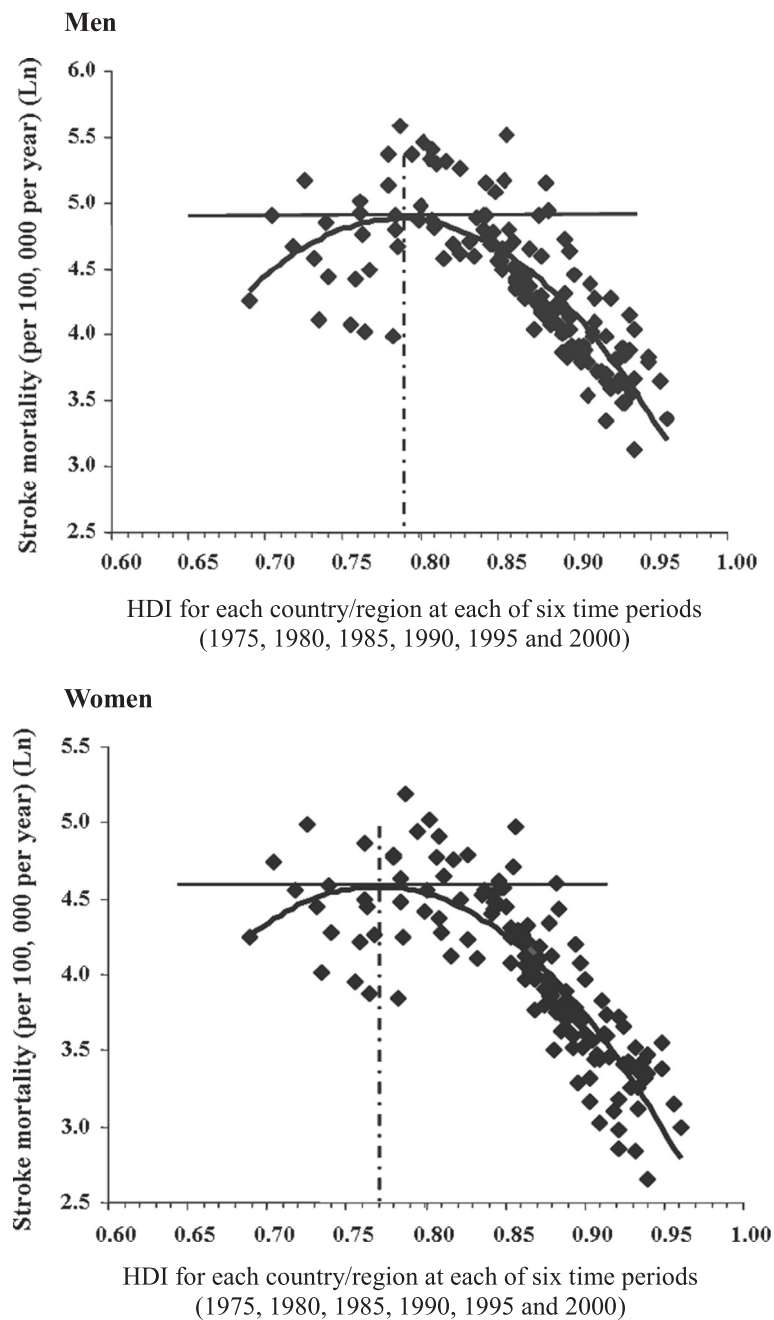 Men
Stroke mortality (per 100, 000 per year) (Ln)
6.0
5.5
5.0
4.5
4.0
3.5
3.0
2.5
0.60 0.65 0.70 0.75 0.80 0.85 0.90 0.95 1.00
HDI for each country/region at each of six time periods
(1975, 1980, 1985, 1990, 1995 and 2000)
Women
Stroke mortality (per 100, 000 per year) (Ln)
5.5
5.0
4.5
4.0
3.5
3.0
2.5
0.60 0.65 0.70 0.75 0.80 0.85 0.90 0.95 1.00
HDI for each country/region at each of six time periods
(1975, 1980, 1985, 1990, 1995 and 2000)